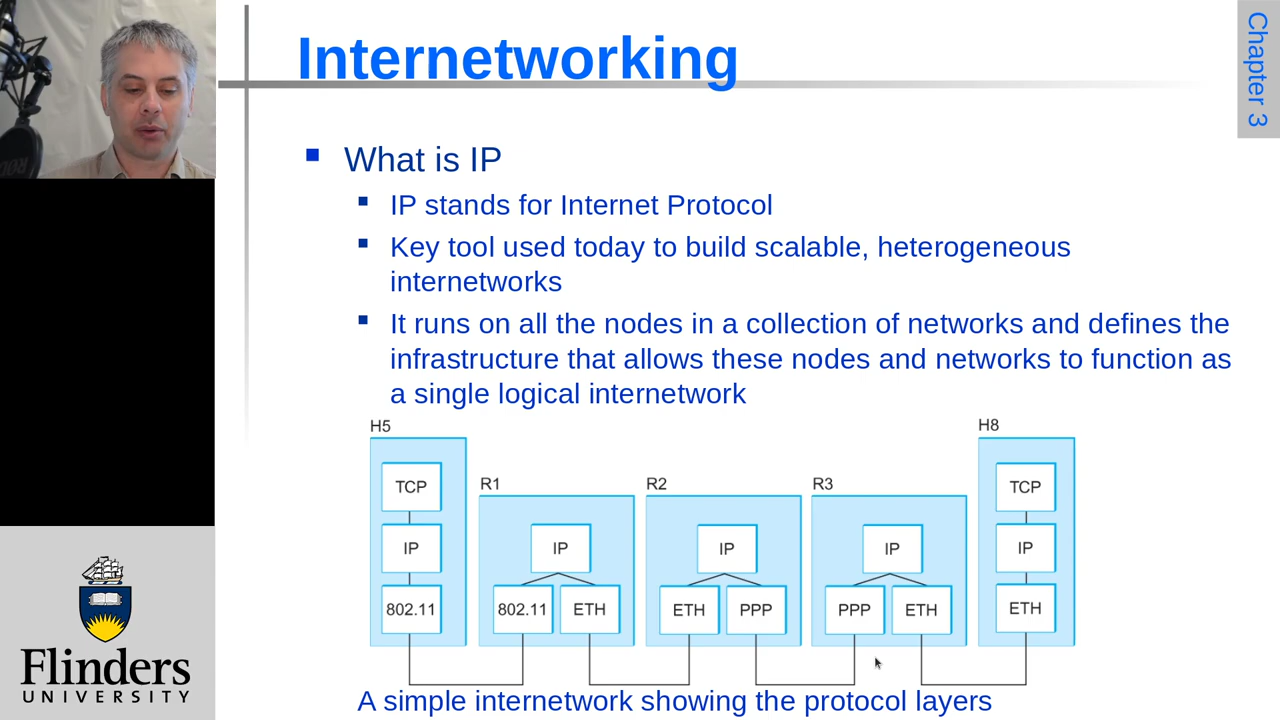 Internetworking
Chapter 3
What is IP
IP stands for Internet Protocol
Key tool used today to build scalable, heterogeneous
internetworks
It runs on all the nodes in a collection of networks and defines the
infrastructure that allows these nodes and networks to function as
a single logical internetwork
H5
H8
R1
R2
R3
TCP
TCP
IP
IP
IP
IP
IP
802.11
802.11
ETH
ETH
PPP
PPP
ETH
ETH
A simple internetwork showing the protocol layers
Flinders
UNIVERSITY